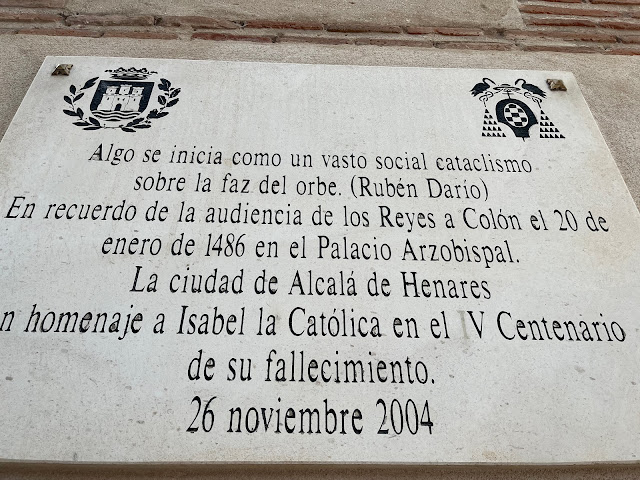 Algo se inicia como un vasto social cataclismo
sobre la faz del orbe. (Rubén Darío)
En recuerdo de la audiencia de los Reyes a Colón el 20 de
enero de 1486 en el Palacio Arzobispal.
La ciudad de Alcalá de Henares
n homenaje a Isabel la Católica en el IV Centenario
de su fallecimiento.
26 noviembre 2004